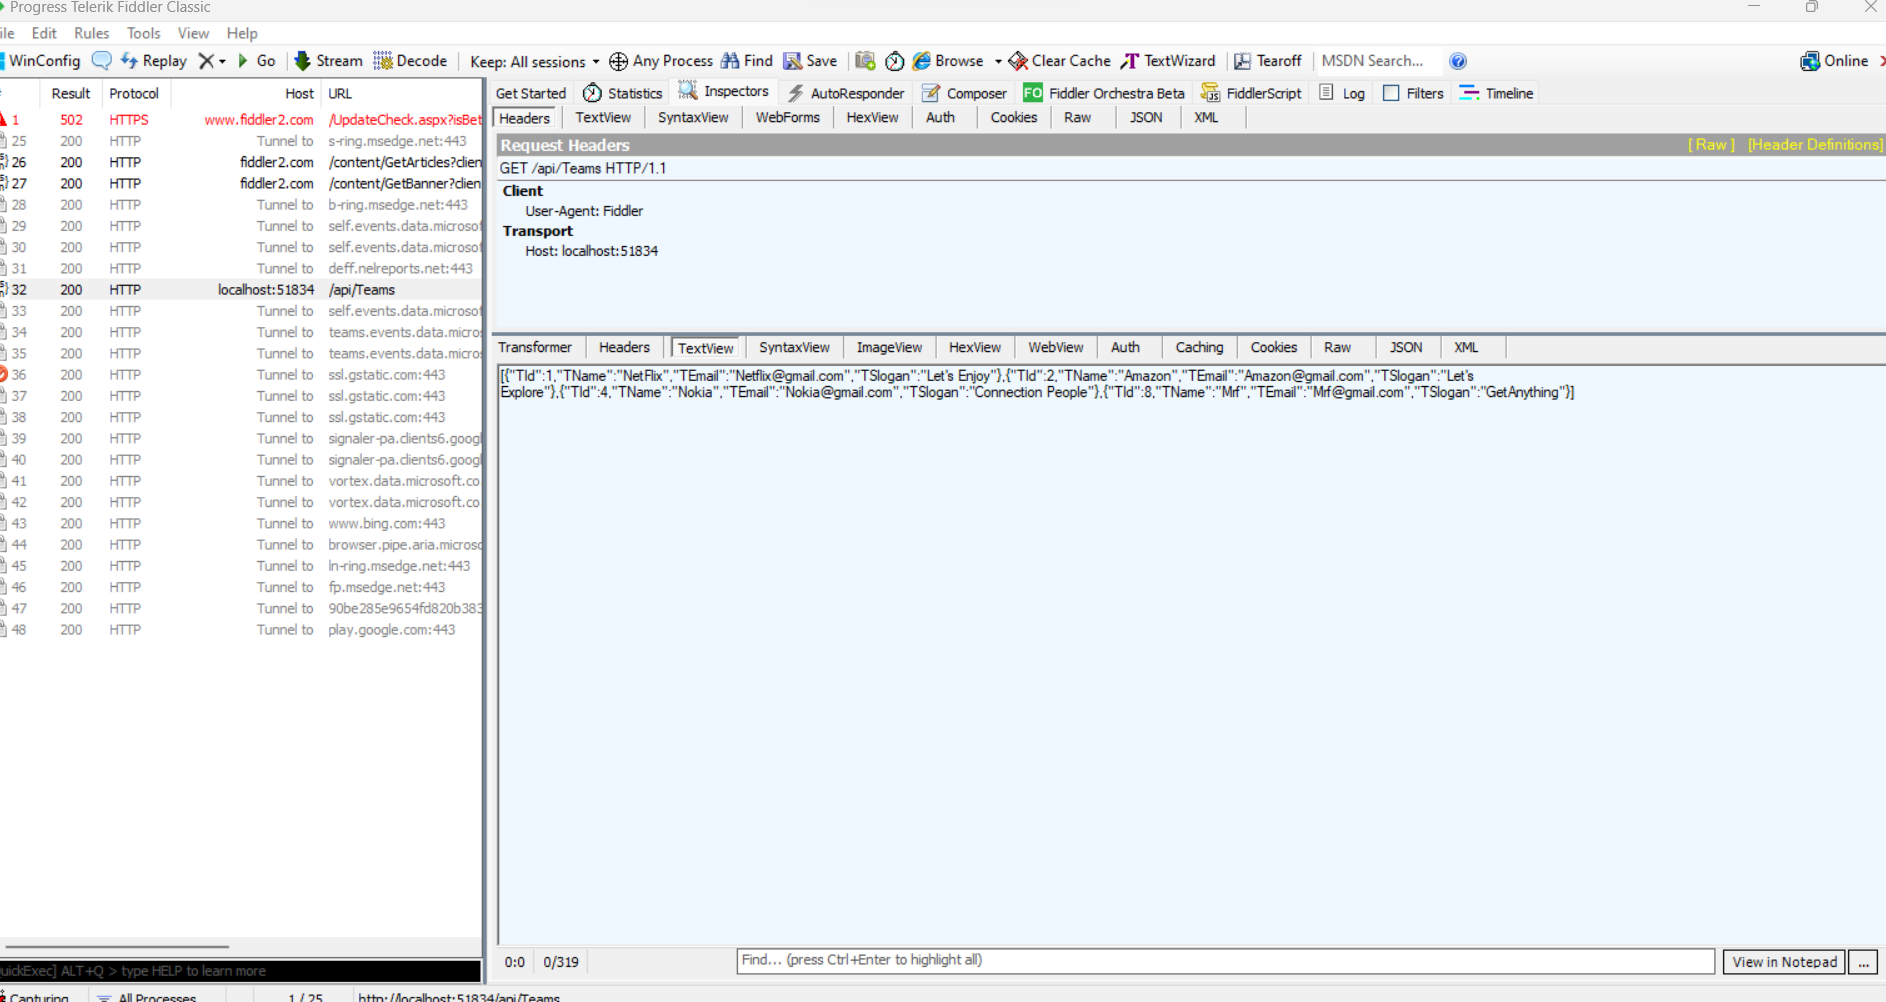 Progress Telerik Fiddler Classic
ile Edit Rules Tools View Help
WinConfig Replay Go Stream Decode Keep: All sessions Any Process Find Save Browse Clear Cache TextWizard Tearoff MSDN Search... Online
Get Started Statistics Inspectors AutoResponder Composer FO Fiddler Orchestra Beta FiddlerScript Log Filters Timeline
Result Protocol Host URL
1 502 HTTPS www.fiddler2.com /UpdateCheck.aspx?isBet
25 200 HTTP Tunnel to s-ring.msedge.net:443
26 200 HTTP fiddler2.com /content/GetArticles?clien
27 200 HTTP fiddler2.com /content/GetBanner?clien
28 200 HTTP Tunnel to b-ring.msedge.net:443
29 200 HTTP Tunnel to self.events.data.microsof
30 200 HTTP Tunnel to self.events.data.microsof
31 200 HTTP Tunnel to deff.nelreports.net:443
32 200 HTTP localhost:51834 /api/Teams
33 200 HTTP Tunnel to self.events.data.microsof
34 200 HTTP Tunnel to teams.events.data.micros
35 200 HTTP Tunnel to teams.events.data.micros
36 200 HTTP Tunnel to ssl.gstatic.com:443
37 200 HTTP Tunnel to ssl.gstatic.com:443
38 200 HTTP Tunnel to ssl.gstatic.com:443
39 200 HTTP Tunnel to signaler-pa.clients6.googl
40 200 HTTP Tunnel to signaler-pa.clients6.googl
41 200 HTTP Tunnel to vortex.data.microsoft.co
42 200 HTTP Tunnel to vortex.data.microsoft.co
43 200 HTTP Tunnel to www.bing.com:443
44 200 HTTP Tunnel to browser.pipe.aria.microso
45 200 HTTP Tunnel to ln-ring.msedge.net:443
46 200 HTTP Tunnel to fp.msedge.net:443
47 200 HTTP Tunnel to 90be285e9654fd820b383
48 200 HTTP Tunnel to play.google.com:443
Headers TextView SyntaxView WebForms HexView Auth Cookies Raw JSON XML
Request Headers [ Raw ] [Header Definitions]
GET /api/Teams HTTP/1.1
Client
User-Agent: Fiddler
Transport
Host: localhost:51834
Transformer Headers TextView SyntaxView ImageView HexView WebView Auth Caching Cookies Raw JSON XML
[{"TId":1,"TName":"NetFlix","TEmail":"Netflix@gmail.com","TSlogan":"Let's Enjoy"},{"TId":2,"TName":"Amazon","TEmail":"Amazon@gmail.com","TSlogan":"Let's
Explore"},{"TId":4,"TName":"Nokia","TEmail":"Nokia@gmail.com","TSlogan":"Connection People"},{"TId":8,"TName":"Mrf","TEmail":"Mrf@gmail.com","TSlogan":"GetAnything"}]
0:0 0/319 Find... (press Ctrl+Enter to highlight all) View in Notepad ...
uickExec] ALT+Q > type HELP to learn more
Capturing All Processes 1 / 25 http://localhost:51834/api/Teams